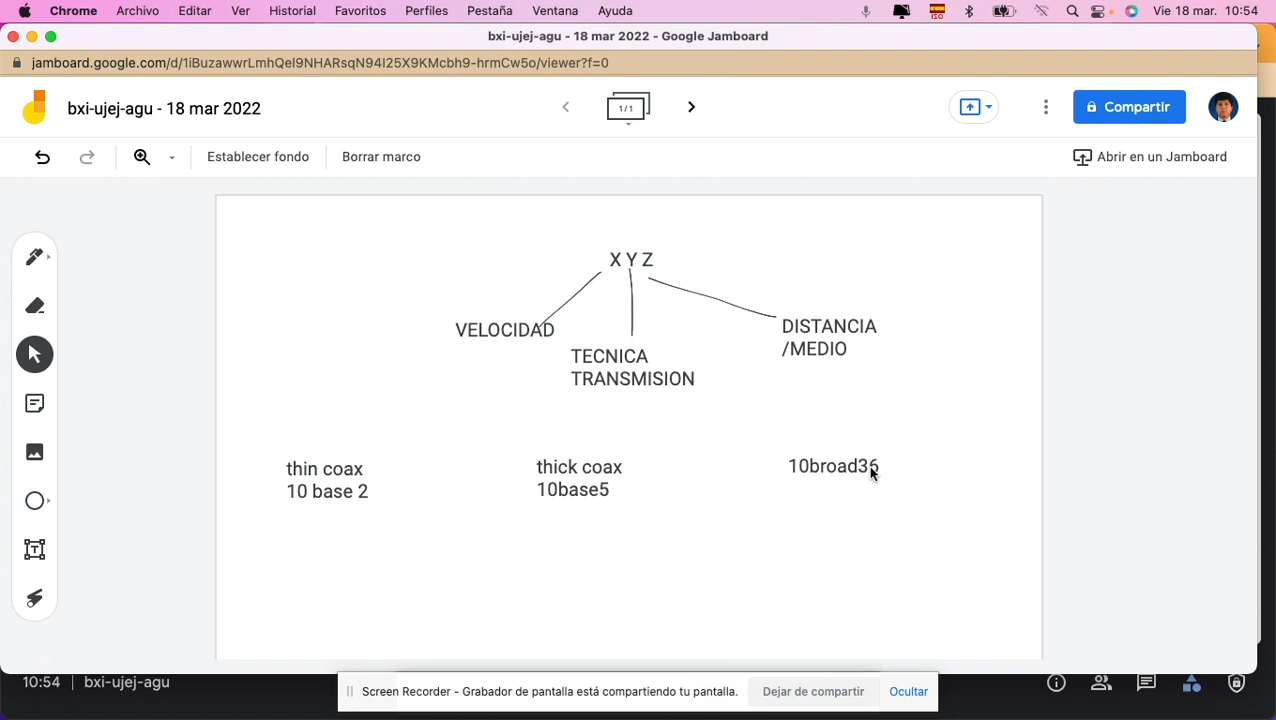 Chrome Archivo Editar Ver Historial Favoritos Perfiles Pestaña Ventana Ayuda ISO Vie 18 mar. 10:54
bxi-ujej-agu - 18 mar 2022 - Google Jamboard
jamboard.google.com/d/1iBuzawwrLmhQel9NHARsqN94I25X9KMcbh9-hrmCw5o/viewer?f=0
bxi-ujej-agu - 18 mar 2022
1/1
Compartir
Establecer fondo Borrar marco Abrir en un Jamboard
X Y Z
VELOCIDAD
TECNICA
TRANSMISION
DISTANCIA
/MEDIO
thin coax
10 base 2
thick coax
10base5
10broad36
10:54 | bxi-ujej-agu
Screen Recorder - Grabador de pantalla está compartiendo tu pantalla. Dejar de compartir Ocultar